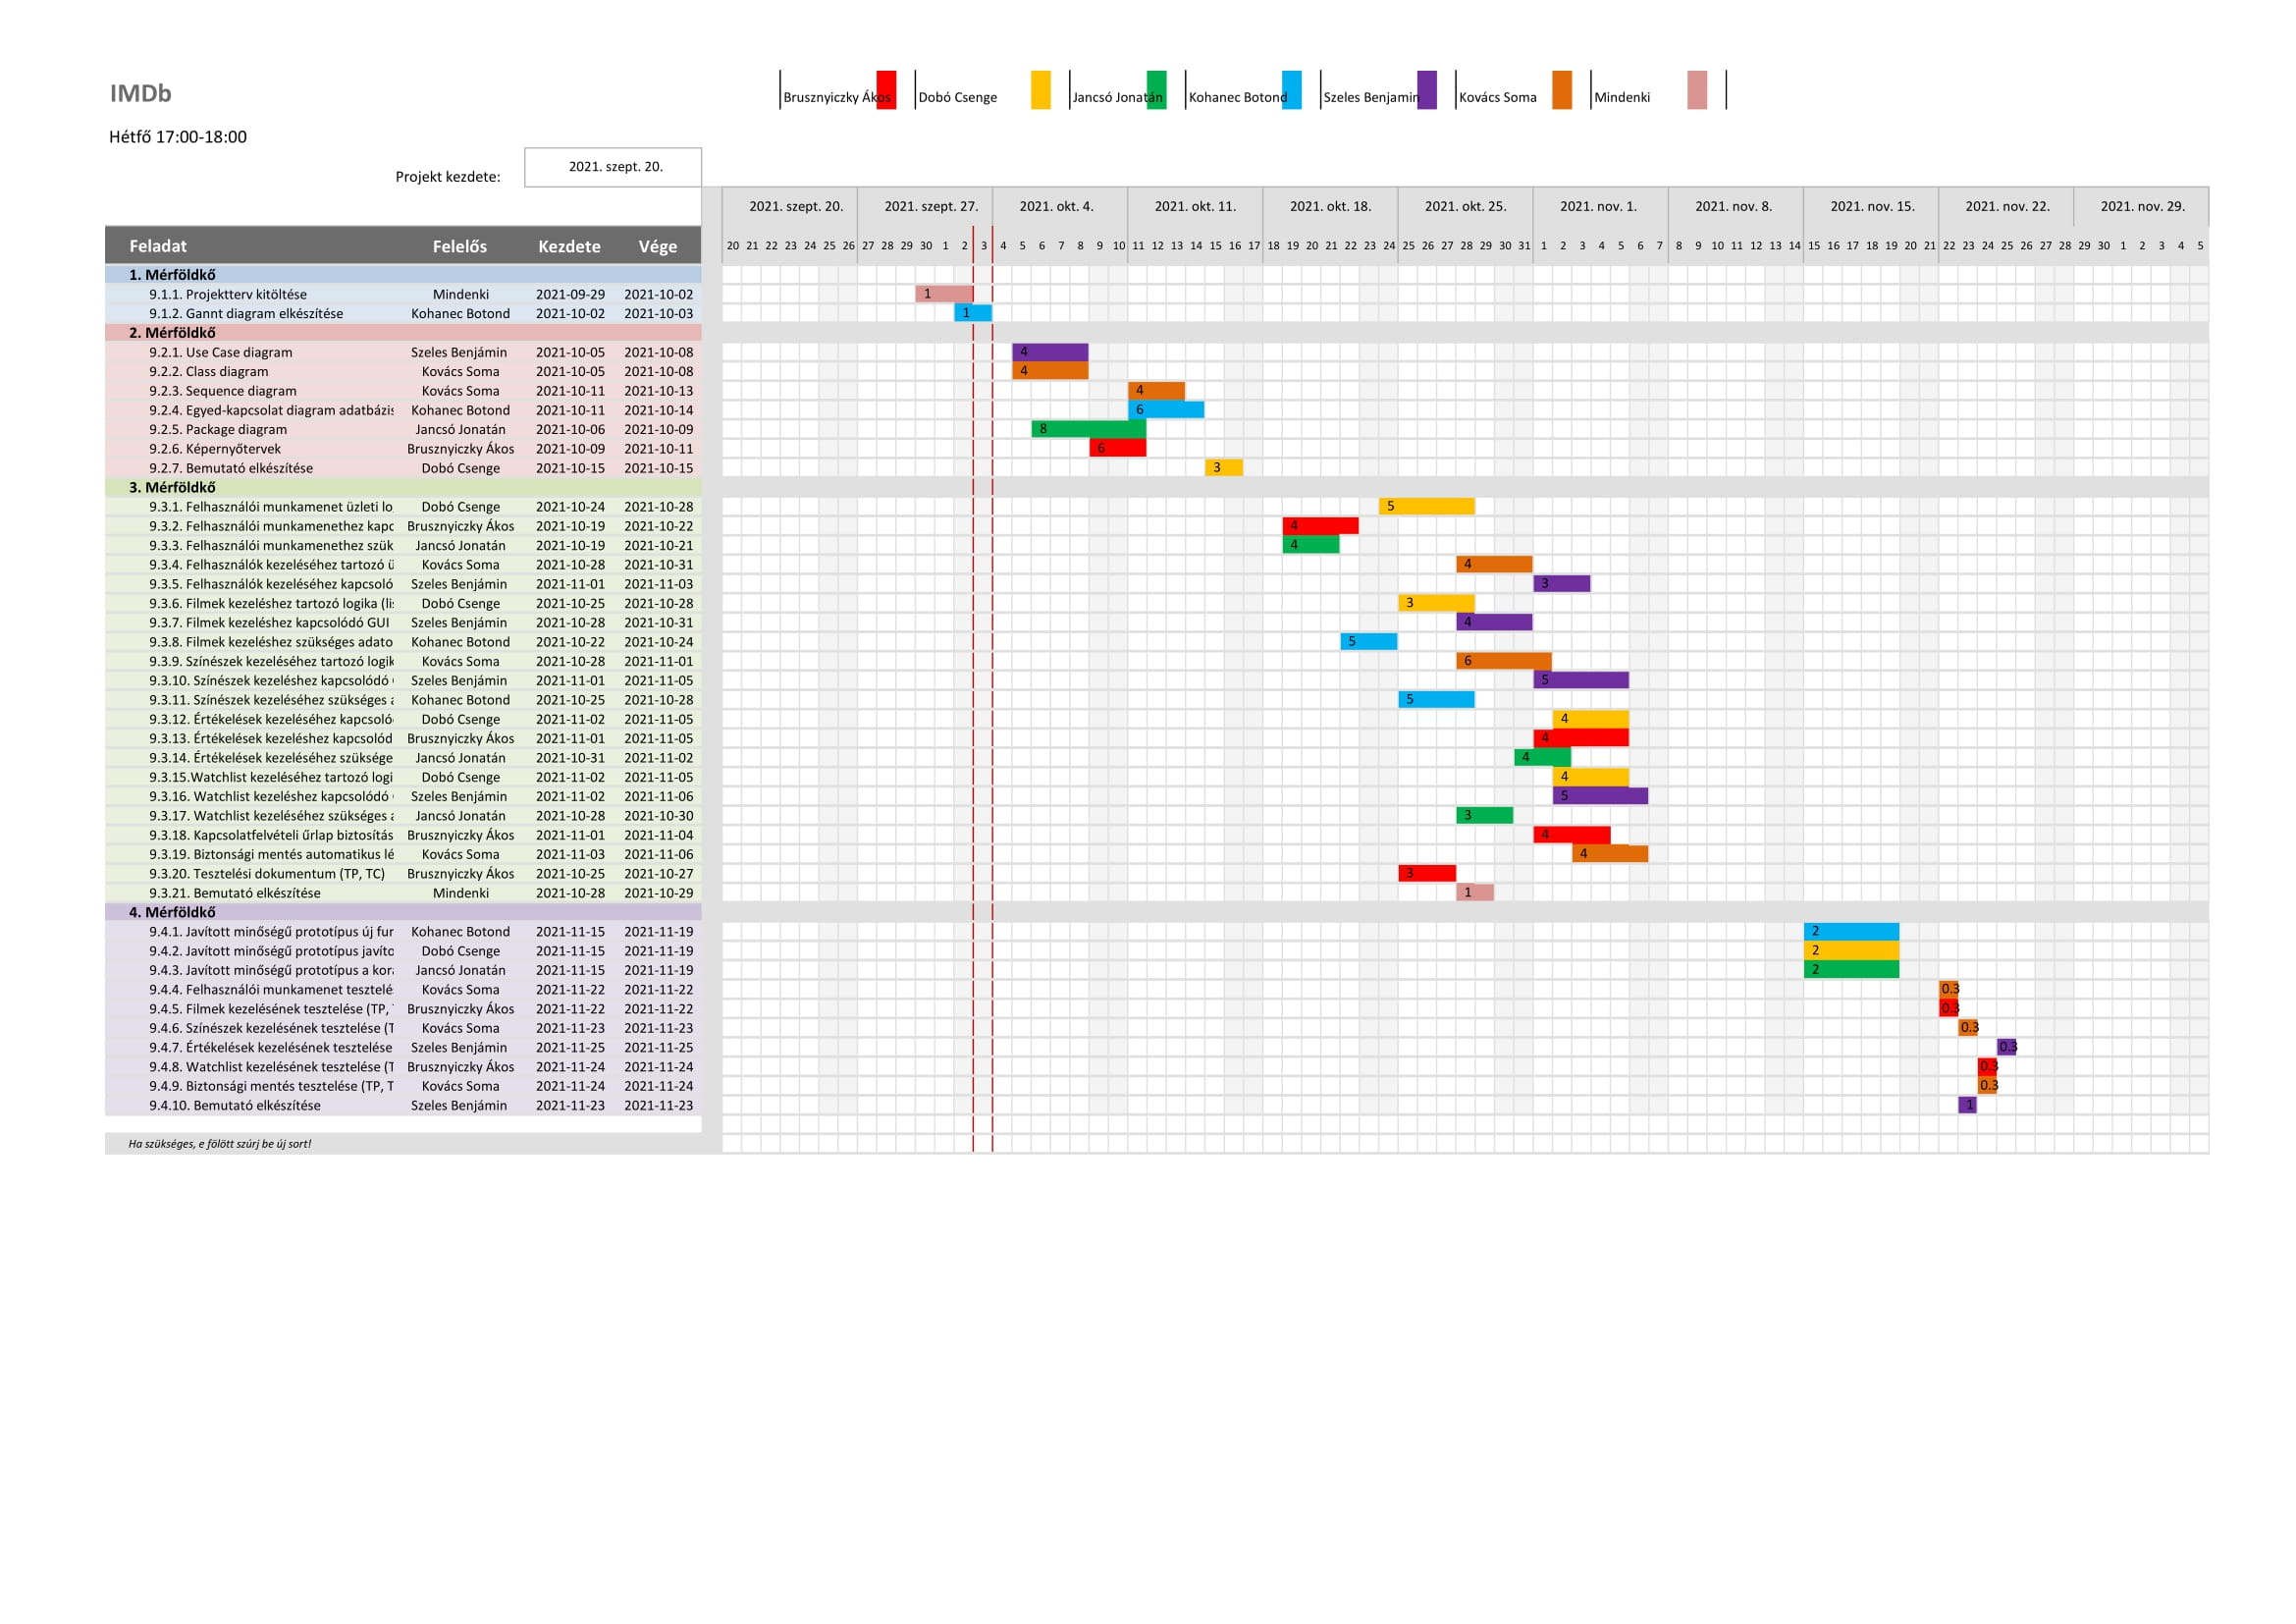 Brusznyiczky Ákos Dobó Csenge Jancsó Jonatán Kohanec Botond Szeles Benjamin Kovács Soma Mindenki
IMDb
Hétfő 17:00-18:00
Projekt kezdete: 2021. szept. 20.
2021. szept. 20. 2021. szept. 27. 2021. okt. 4. 2021. okt. 11. 2021. okt. 18. 2021. okt. 25. 2021. nov. 1. 2021. nov. 8. 2021. nov. 15. 2021. nov. 22. 2021. nov. 29.
Feladat Felelős Kezdete Vége 20 21 22 23 24 25 26 27 28 29 30 1 2 3 4 5 6 7 8 9 10 11 12 13 14 15 16 17 18 19 20 21 22 23 24 25 26 27 28 29 30 31 1 2 3 4 5 6 7 8 9 10 11 12 13 14 15 16 17 18 19 20 21 22 23 24 25 26 27 28 29 30 1 2 3 4 5
1. Mérföldkő
9.1.1. Projektterv kitöltése Mindenki 2021-09-29 2021-10-02 1
9.1.2. Gannt diagram elkészítése Kohanec Botond 2021-10-02 2021-10-03 1
2. Mérföldkő
9.2.1. Use Case diagram Szeles Benjámin 2021-10-05 2021-10-08 4
9.2.2. Class diagram Kovács Soma 2021-10-05 2021-10-08 4
9.2.3. Sequence diagram Kovács Soma 2021-10-11 2021-10-13 4
9.2.4. Egyed-kapcsolat diagram adatbázis Kohanec Botond 2021-10-11 2021-10-14 6
9.2.5. Package diagram Jancsó Jonatán 2021-10-06 2021-10-09 8
9.2.6. Képernyőtervek Brusznyiczky Ákos 2021-10-09 2021-10-11 6
9.2.7. Bemutató elkészítése Dobó Csenge 2021-10-15 2021-10-15 3
3. Mérföldkő
9.3.1. Felhasználói munkamenet üzleti lo Dobó Csenge 2021-10-24 2021-10-28 5
9.3.2. Felhasználói munkamenethez kapc Brusznyiczky Ákos 2021-10-19 2021-10-22 4
9.3.3. Felhasználói munkamenethez szük Jancsó Jonatán 2021-10-19 2021-10-21 4
9.3.4. Felhasználók kezeléséhez tartozó ü Kovács Soma 2021-10-28 2021-10-31 4
9.3.5. Felhasználók kezeléséhez kapcsoló Szeles Benjámin 2021-11-01 2021-11-03 3
9.3.6. Filmek kezeléshez tartozó logika (lis Dobó Csenge 2021-10-25 2021-10-28 3
9.3.7. Filmek kezeléshez kapcsolódó GUI Szeles Benjámin 2021-10-28 2021-10-31 4
9.3.8. Filmek kezeléshez szükséges adato Kohanec Botond 2021-10-22 2021-10-24 5
9.3.9. Színészek kezeléséhez tartozó logik Kovács Soma 2021-10-28 2021-11-01 6
9.3.10. Színészek kezeléshez kapcsolódó Szeles Benjámin 2021-11-01 2021-11-05 5
9.3.11. Színészek kezeléséhez szükséges a Kohanec Botond 2021-10-25 2021-10-28 5
9.3.12. Értékelések kezeléséhez kapcsoló Dobó Csenge 2021-11-02 2021-11-05 4
9.3.13. Értékelések kezeléshez kapcsolód Brusznyiczky Ákos 2021-11-01 2021-11-05 4
9.3.14. Értékelések kezeléséhez szüksége Jancsó Jonatán 2021-10-31 2021-11-02 4
9.3.15.Watchlist kezeléséhez tartozó logi Dobó Csenge 2021-11-02 2021-11-05 4
9.3.16. Watchlist kezeléshez kapcsolódó Szeles Benjámin 2021-11-02 2021-11-06 5
9.3.17. Watchlist kezeléséhez szükséges a Jancsó Jonatán 2021-10-28 2021-10-30 3
9.3.18. Kapcsolatfelvételi űrlap biztosítás Brusznyiczky Ákos 2021-11-01 2021-11-04 4
9.3.19. Biztonsági mentés automatikus lé Kovács Soma 2021-11-03 2021-11-06 4
9.3.20. Tesztelési dokumentum (TP, TC) Brusznyiczky Ákos 2021-10-25 2021-10-27 3
9.3.21. Bemutató elkészítése Mindenki 2021-10-28 2021-10-29 1
4. Mérföldkő
9.4.1. Javított minőségű prototípus új fur Kohanec Botond 2021-11-15 2021-11-19 2
9.4.2. Javított minőségű prototípus javíto Dobó Csenge 2021-11-15 2021-11-19 2
9.4.3. Javított minőségű prototípus a kora Jancsó Jonatán 2021-11-15 2021-11-19 2
9.4.4. Felhasználói munkamenet tesztelé Kovács Soma 2021-11-22 2021-11-22 0.3
9.4.5. Filmek kezelésének tesztelése (TP, Brusznyiczky Ákos 2021-11-22 2021-11-22 0.3
9.4.6. Színészek kezelésének tesztelése (T Kovács Soma 2021-11-23 2021-11-23 0.3
9.4.7. Értékelések kezelésének tesztelése Szeles Benjámin 2021-11-25 2021-11-25 0.3
9.4.8. Watchlist kezelésének tesztelése (T Brusznyiczky Ákos 2021-11-24 2021-11-24 0.3
9.4.9. Biztonsági mentés tesztelése (TP, T Kovács Soma 2021-11-24 2021-11-24 0.3
9.4.10. Bemutató elkészítése Szeles Benjámin 2021-11-23 2021-11-23 1
Ha szükséges, e fölött szúrj be új sort!